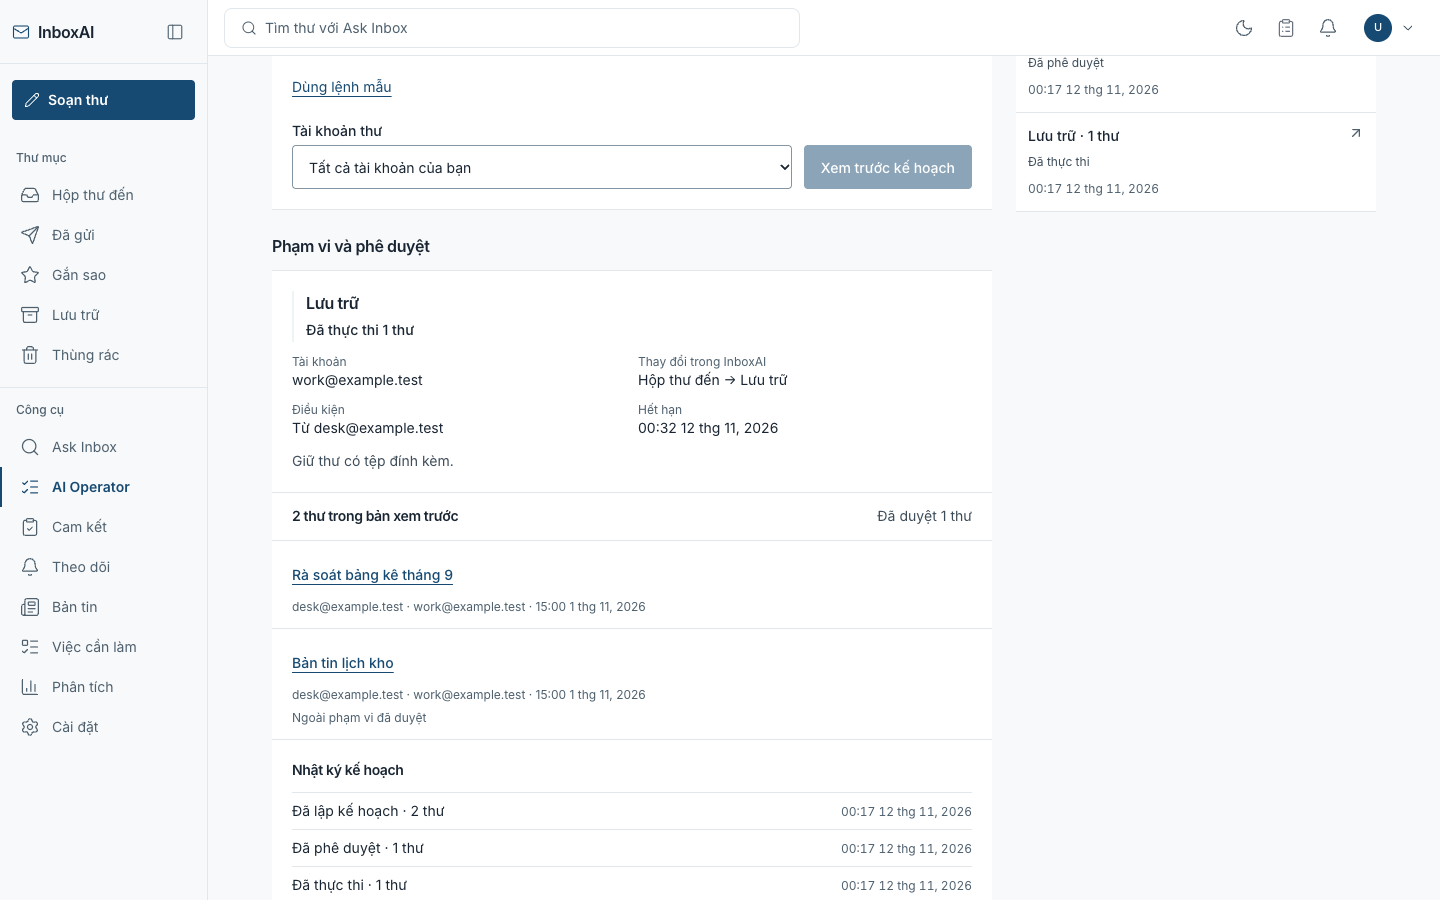 InboxAI
Soạn thư
Thư mục
Hộp thư đến
Đã gửi
Gắn sao
Lưu trữ
Thùng rác
Công cụ
Ask Inbox
AI Operator
Cam kết
Theo dõi
Bản tin
Việc cần làm
Phân tích
Cài đặt
Tìm thư với Ask Inbox
U
Dùng lệnh mẫu
Tài khoản thư
Tất cả tài khoản của bạn
Xem trước kế hoạch
Phạm vi và phê duyệt
Lưu trữ
Đã thực thi 1 thư
Tài khoản
work@example.test
Thay đổi trong InboxAI
Hộp thư đến → Lưu trữ
Điều kiện
Từ desk@example.test
Hết hạn
00:32 12 thg 11, 2026
Giữ thư có tệp đính kèm.
2 thư trong bản xem trước
Đã duyệt 1 thư
Rà soát bảng kê tháng 9
desk@example.test · work@example.test · 15:00 1 thg 11, 2026
Bản tin lịch kho
desk@example.test · work@example.test · 15:00 1 thg 11, 2026
Ngoài phạm vi đã duyệt
Nhật ký kế hoạch
Đã lập kế hoạch · 2 thư
00:17 12 thg 11, 2026
Đã phê duyệt · 1 thư
00:17 12 thg 11, 2026
Đã thực thi · 1 thư
00:17 12 thg 11, 2026
Đã phê duyệt
00:17 12 thg 11, 2026
Lưu trữ · 1 thư
Đã thực thi
00:17 12 thg 11, 2026